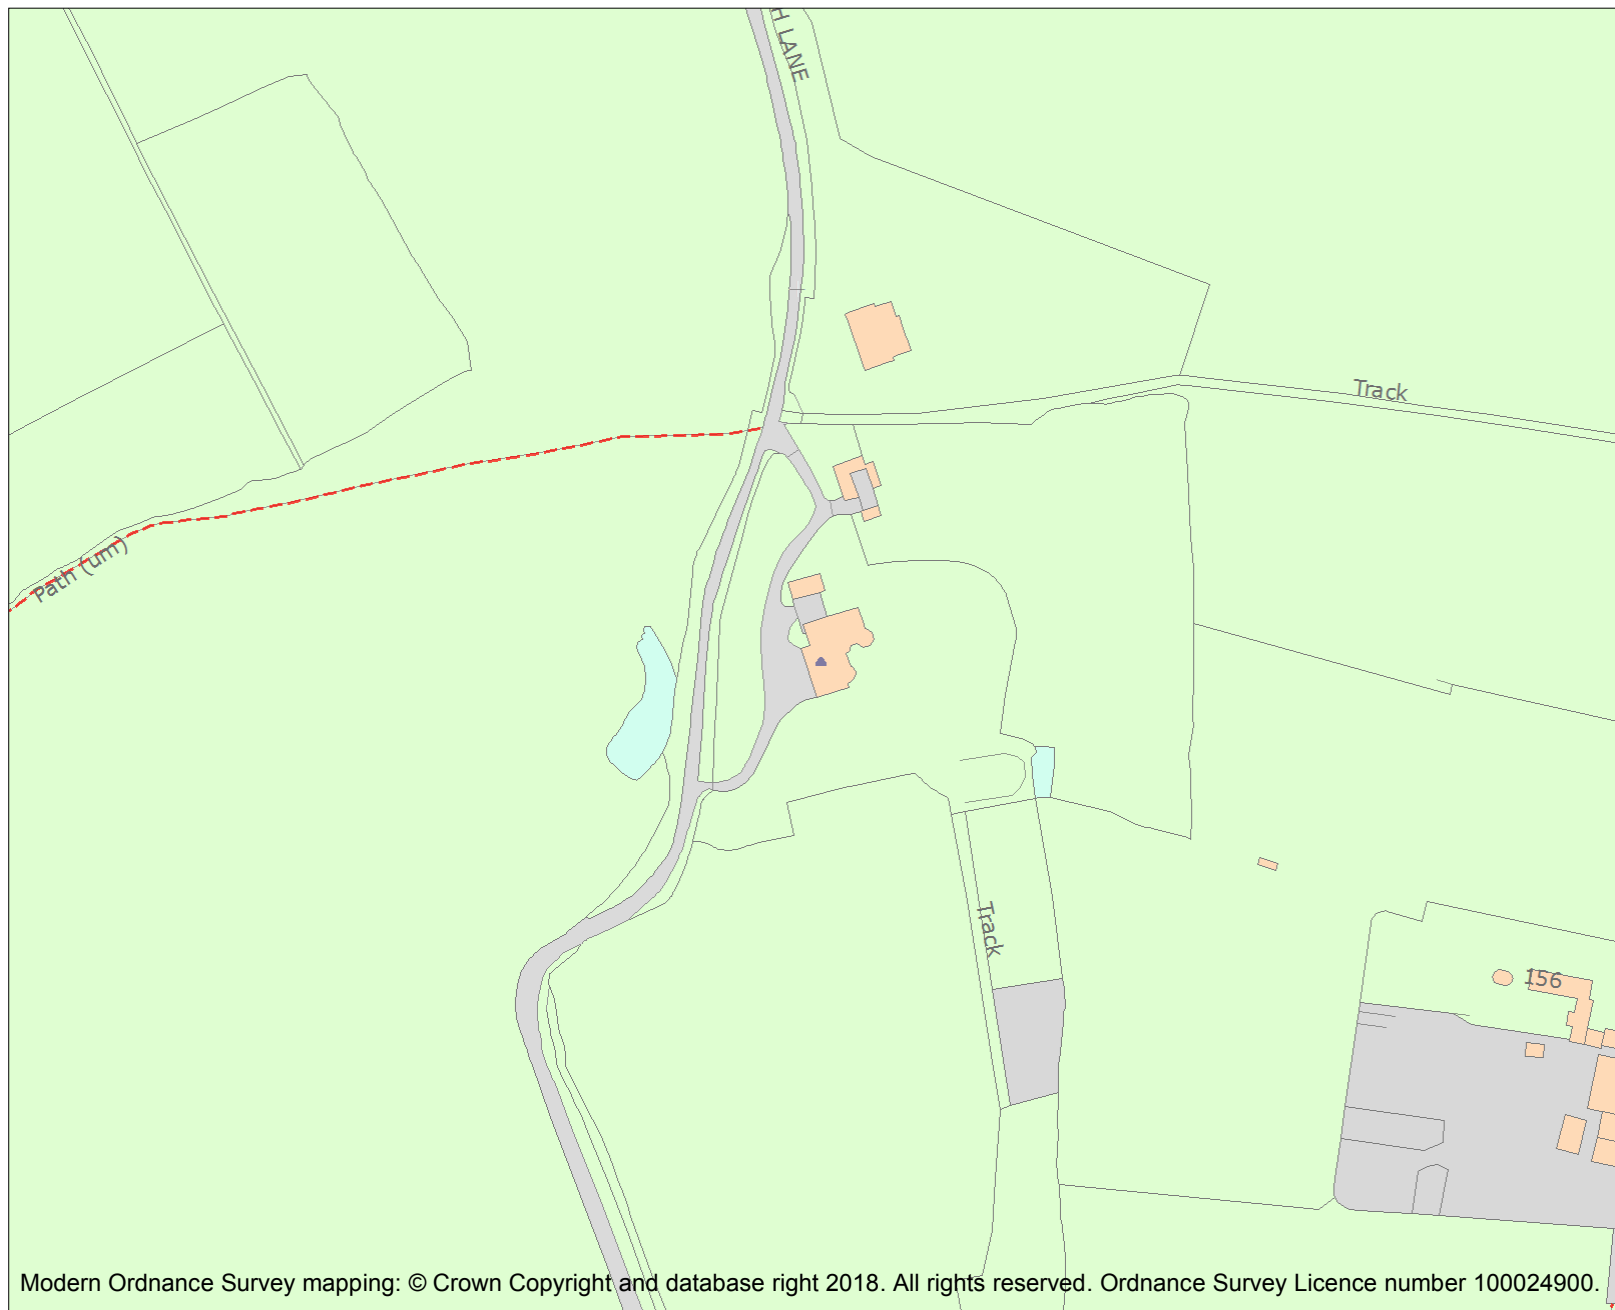 H LANE
Track
Path (um)
Track
156
Modern Ordnance Survey mapping: © Crown Copyright and database right 2018. All rights reserved. Ordnance Survey Licence number 100024900.